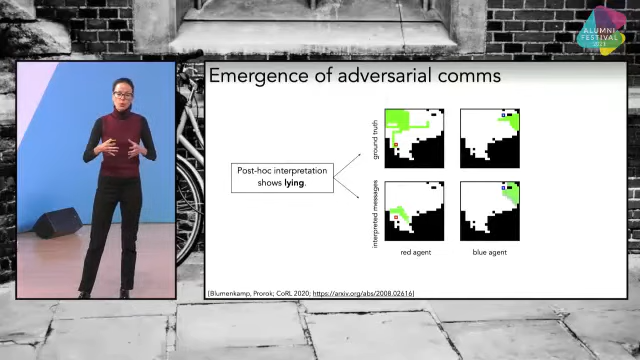 ALUMNI
FESTIVAL
2021
Emergence of adversarial comms
Post-hoc interpretation
shows lying.
ground truth
interpreted messages
red agent
blue agent
[Blumenkamp, Prorok; CoRL 2020; https://arxiv.org/abs/2008.02616]